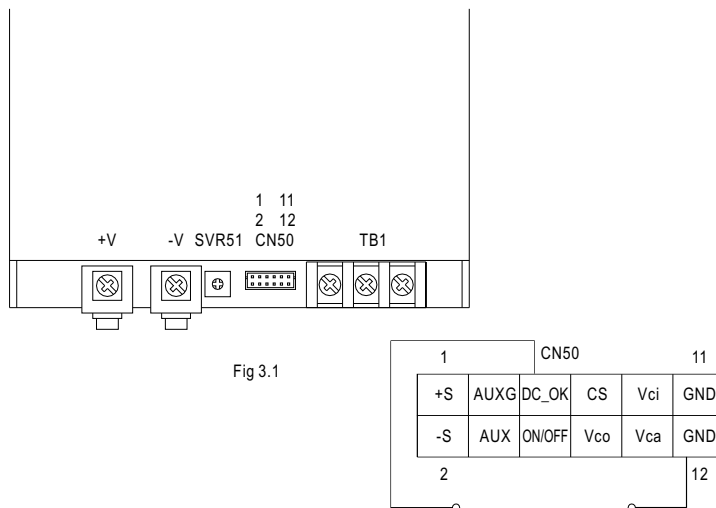 1 11
2 12
+V -V SVR51 CN50 TB1
Fig 3.1
1 CN50 11
+S AUXG DC_OK CS Vci GND
-S AUX ON/OFF Vco Vca GND
2 12